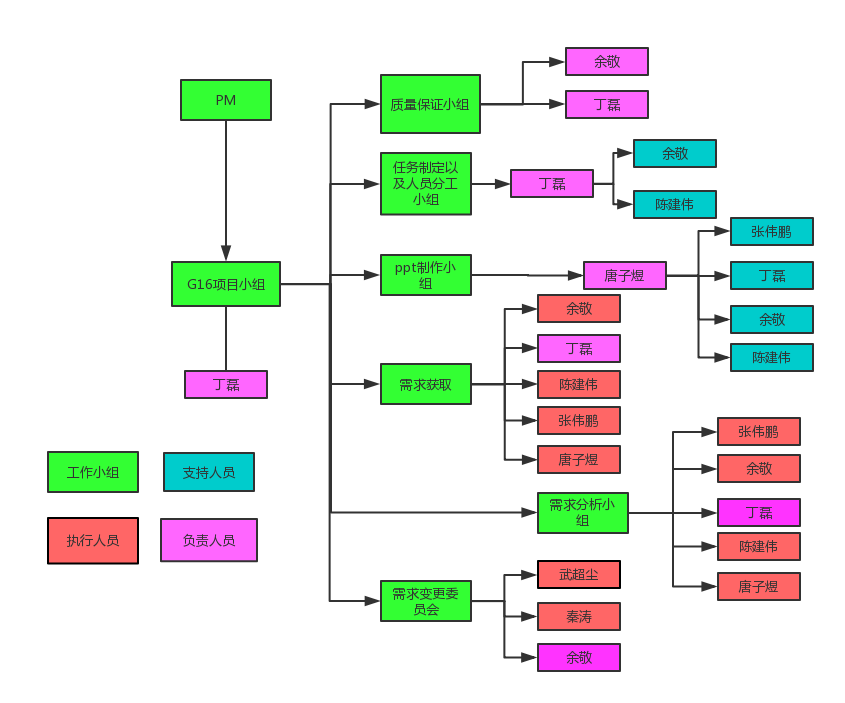 PM
质量保证小组
余敬
丁磊
任务制定以
及人员分工
小组
丁磊
余敬
陈建伟
G16项目小组
丁磊
ppt制作小
组
唐子煜
张伟鹏
丁磊
余敬
陈建伟
需求获取
余敬
丁磊
陈建伟
张伟鹏
唐子煜
需求分析小
组
张伟鹏
余敬
丁磊
陈建伟
唐子煜
需求变更委
员会
武超尘
秦涛
余敬
工作小组
支持人员
执行人员
负责人员